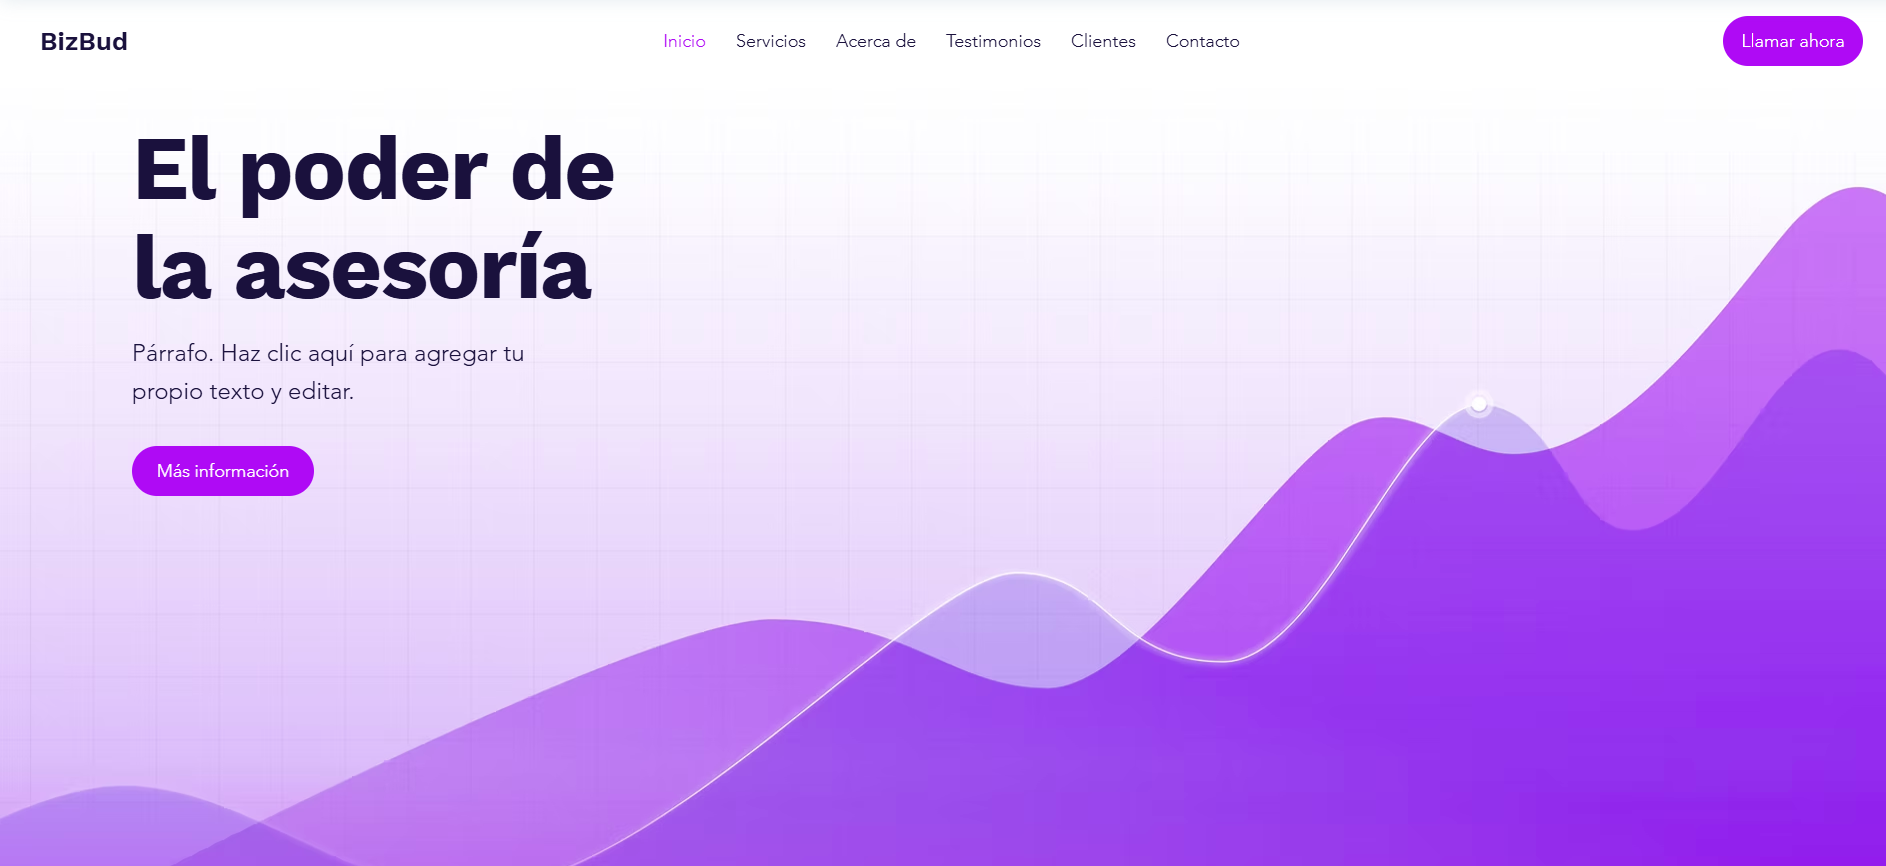 BizBud
Inicio Servicios Acerca de Testimonios Clientes Contacto
Llamar ahora
El poder de
la asesoría
Párrafo. Haz clic aquí para agregar tu
propio texto y editar.
Más información